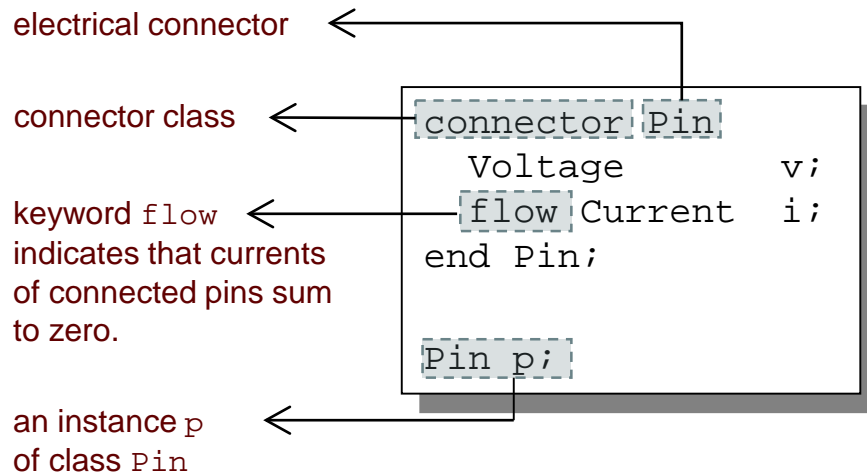 electrical connector
connector class
keyword flow
indicates that currents
of connected pins sum
to zero.
an instance p
of class Pin
connector Pin
Voltage v;
flow Current i;
end Pin;
Pin p;